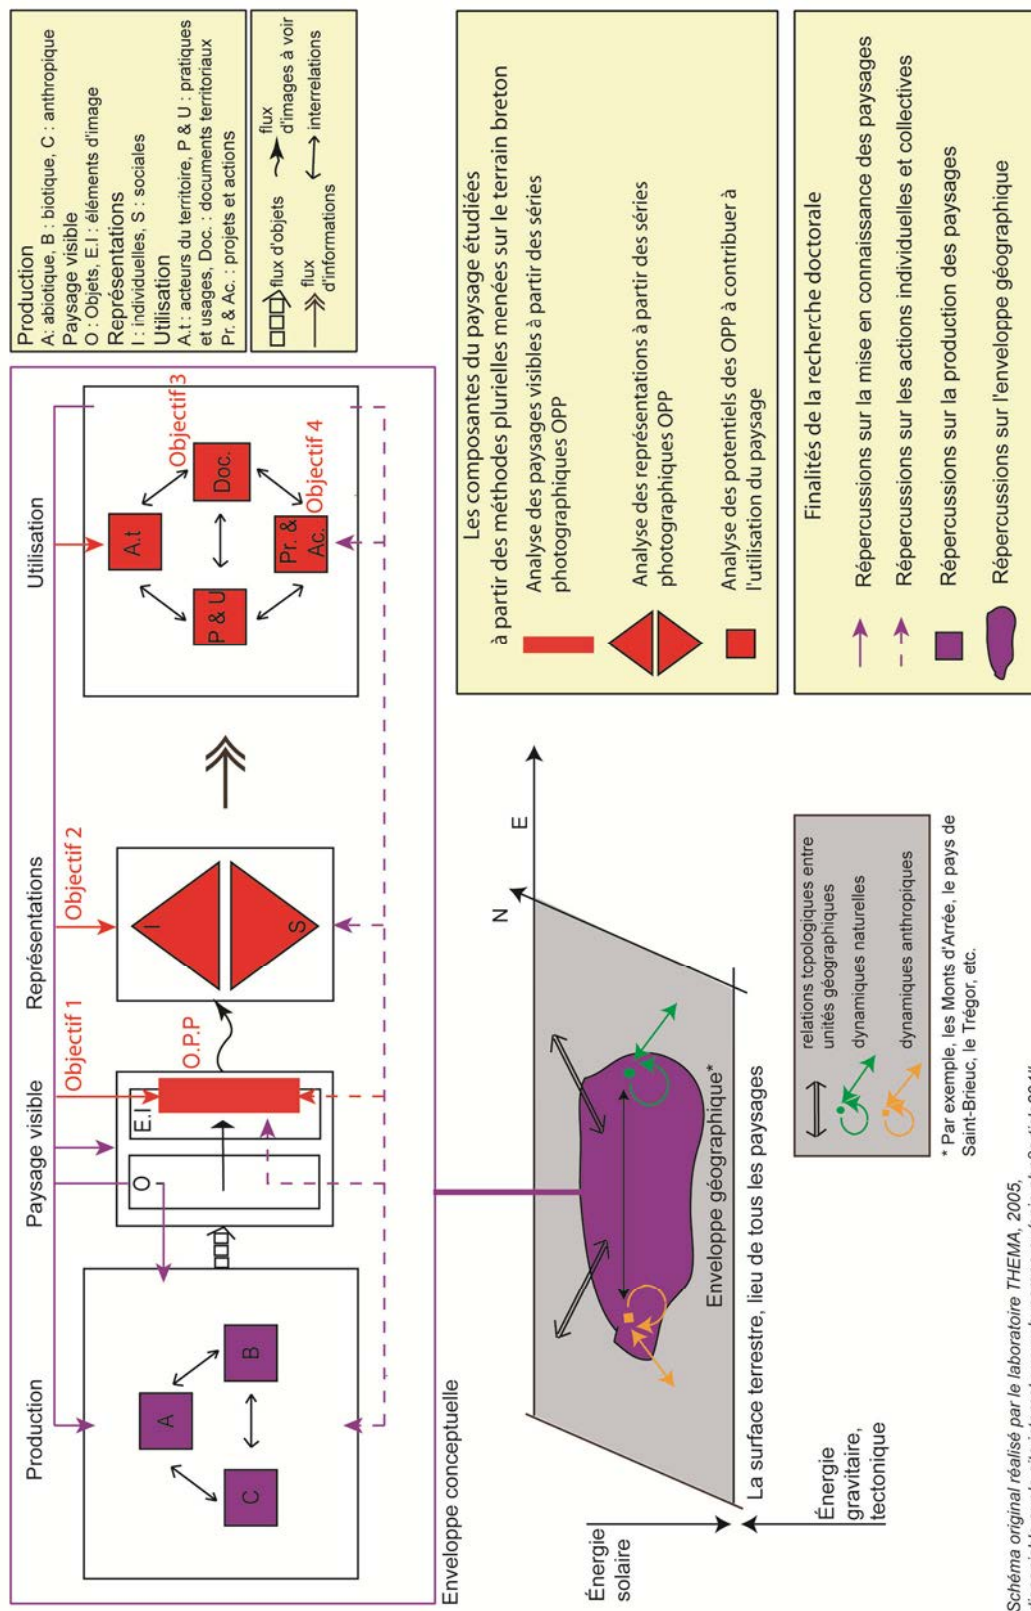 Production
Paysage visible
Représentations
Utilisation
Objectif 1
Objectif 2
Objectif 3
Objectif 4
A
B
C
O
E.I
O.P.P
I
S
A.t
P & U
Doc.
Pr. &
Ac.
Enveloppe conceptuelle
Production
A: abiotique, B : biotique, C : anthropique
Paysage visible
O : Objets, E.I : éléments d'image
Représentations
I : individuelles, S : sociales
Utilisation
A.t : acteurs du territoire, P & U : pratiques
et usages, Doc. : documents territoriaux
Pr. & Ac. : projets et actions
flux d'objets
flux
d'images à voir
flux
d'informations
interrelations
Énergie
solaire
Énergie
gravitaire,
tectonique
N
E
Enveloppe géographique*
La surface terrestre, lieu de tous les paysages
relations topologiques entre
unités géographiques
dynamiques naturelles
dynamiques anthropiques
* Par exemple, les Monts d'Arrée, le pays de
Saint-Brieuc, le Trégor, etc.
Les composantes du paysage étudiées
à partir des méthodes plurielles menées sur le terrain breton
Analyse des paysages visibles à partir des séries
photographiques OPP
Analyse des représentations à partir des séries
photographiques OPP
Analyse des potentiels des OPP à contribuer à
l'utilisation du paysage
Finalités de la recherche doctorale
Répercussions sur la mise en connaissance des paysages
Répercussions sur les actions individuelles et collectives
Répercussions sur la production des paysages
Répercussions sur l'enveloppe géographique
Schéma original réalisé par le laboratoire THEMA, 2005,